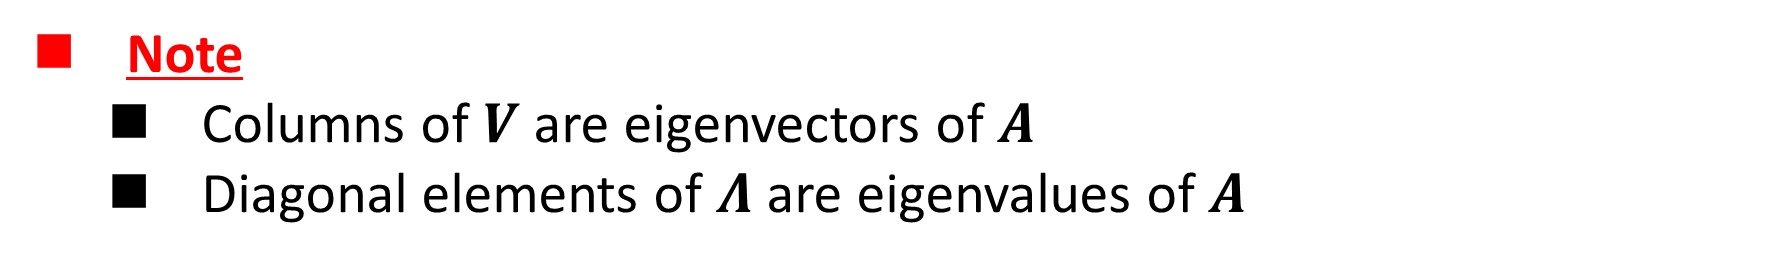 ■ Note
■ Columns of V are eigenvectors of A
■ Diagonal elements of Λ are eigenvalues of A